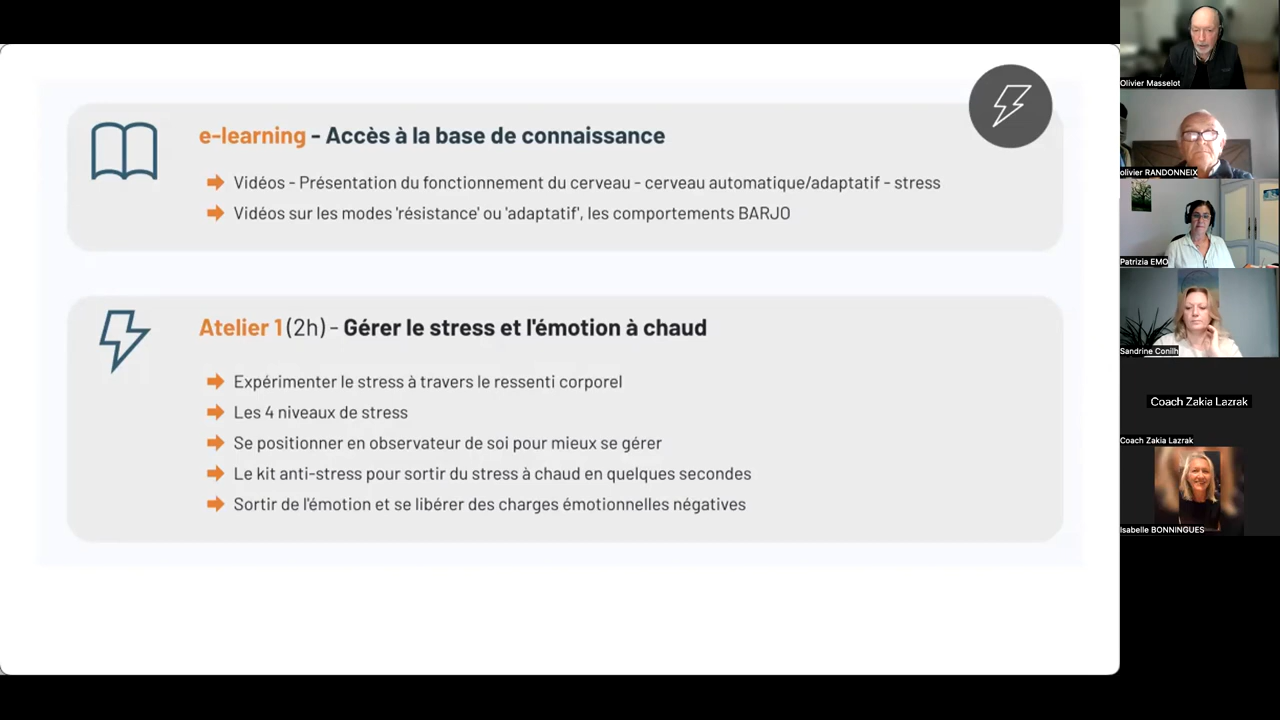 e-learning - Accès à la base de connaissance
Vidéos - Présentation du fonctionnement du cerveau - cerveau automatique/adaptatif - stress
Vidéos sur les modes 'résistance' ou 'adaptatif', les comportements BARJO
Atelier 1 (2h) - Gérer le stress et l'émotion à chaud
Expérimenter le stress à travers le ressenti corporel
Les 4 niveaux de stress
Se positionner en observateur de soi pour mieux se gérer
Le kit anti-stress pour sortir du stress à chaud en quelques secondes
Sortir de l'émotion et se libérer des charges émotionnelles négatives
Olivier Masselot
olivier RANDONNEIX
Patrizia EMO
Sandrine Conilh
Coach Zakia Lazrak
Coach Zakia Lazrak
Isabelle BONNINGUES